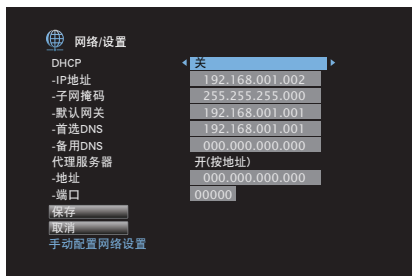 网络/设置
DHCP 关
-IP地址 192.168.001.002
-子网掩码 255.255.255.000
-默认网关 192.168.001.001
-首选DNS 192.168.001.001
-备用DNS 000.000.000.000
代理服务器 开(按地址)
-地址 000.000.000.000
-端口 00000
保存
取消
手动配置网络设置